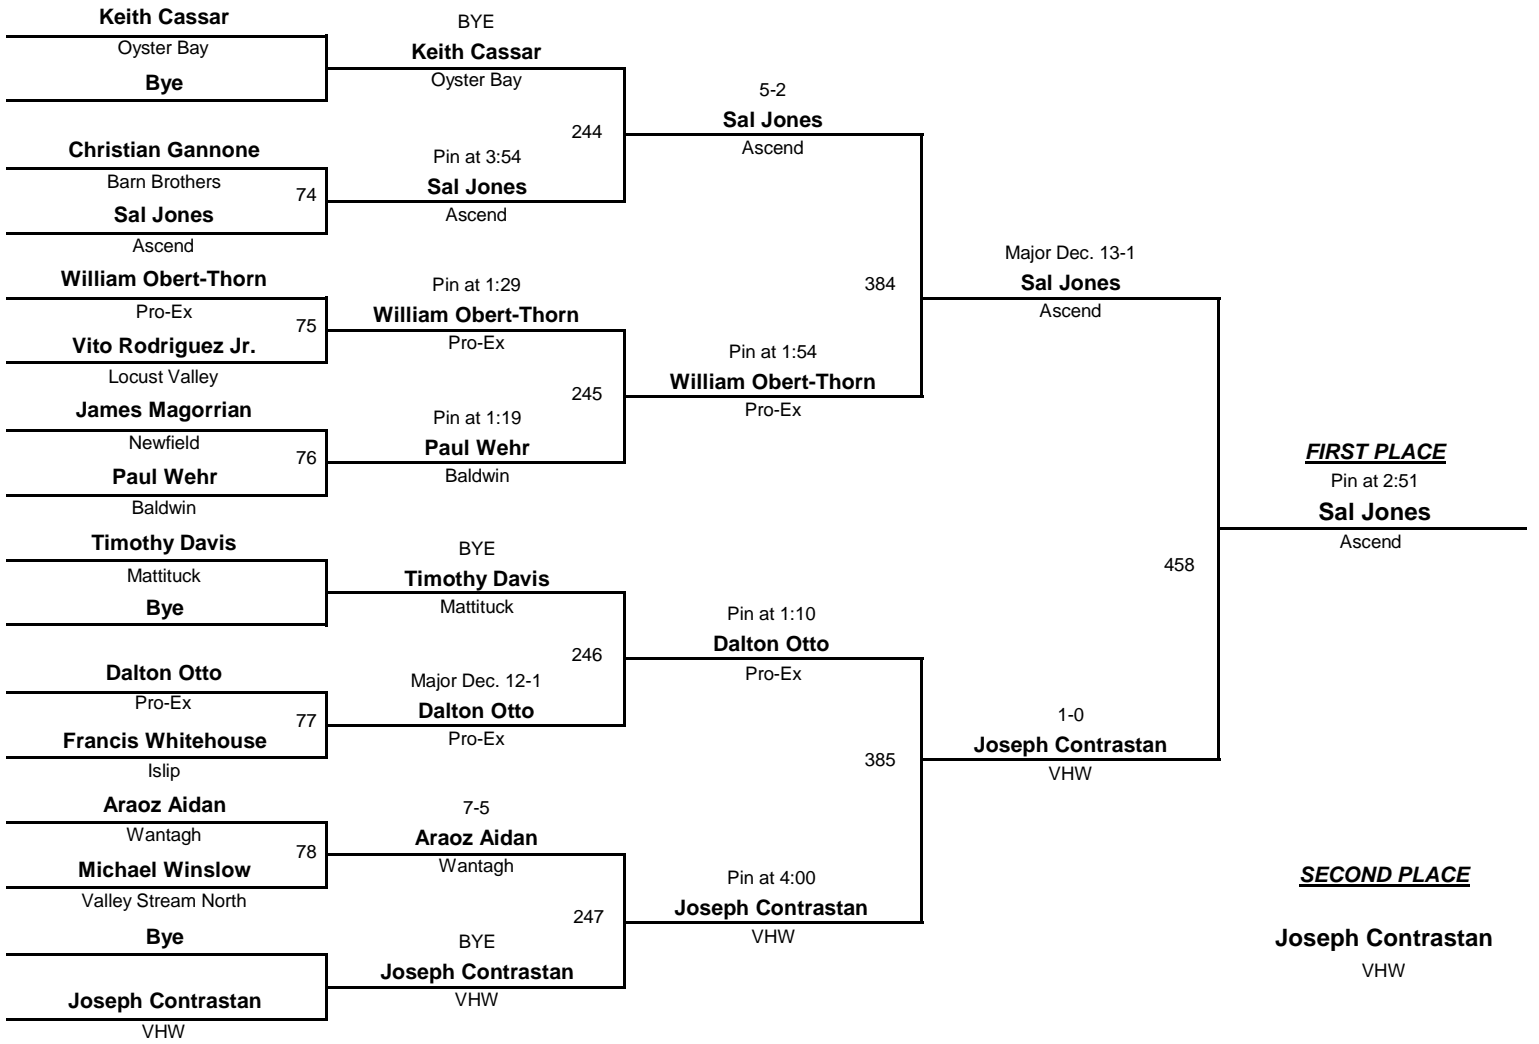 Keith Cassar
Oyster Bay
Bye
Christian Gannone
Barn Brothers
74
Sal Jones
Ascend
William Obert-Thorn
Pro-Ex
75
Vito Rodriguez Jr.
Locust Valley
James Magorrian
Newfield
76
Paul Wehr
Baldwin
Timothy Davis
Mattituck
Bye
Dalton Otto
Pro-Ex
77
Francis Whitehouse
Islip
Araoz Aidan
Wantagh
78
Michael Winslow
Valley Stream North
Bye
Joseph Contrastan
VHW
BYE
Keith Cassar
Oyster Bay
244
Pin at 3:54
Sal Jones
Ascend
Pin at 1:29
William Obert-Thorn
Pro-Ex
245
Pin at 1:19
Paul Wehr
Baldwin
BYE
Timothy Davis
Mattituck
246
Major Dec. 12-1
Dalton Otto
Pro-Ex
7-5
Araoz Aidan
Wantagh
247
BYE
Joseph Contrastan
VHW
5-2
Sal Jones
Ascend
384
Pin at 1:54
William Obert-Thorn
Pro-Ex
Pin at 1:10
Dalton Otto
Pro-Ex
385
Pin at 4:00
Joseph Contrastan
VHW
Major Dec. 13-1
Sal Jones
Ascend
458
1-0
Joseph Contrastan
VHW
FIRST PLACE
Pin at 2:51
Sal Jones
Ascend
SECOND PLACE
Joseph Contrastan
VHW